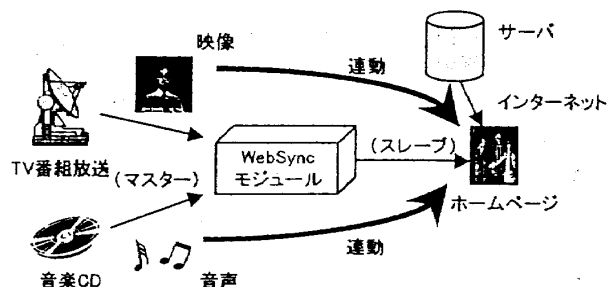 映像
連動
サーバ
インターネット
TV番組放送
(マスター)
WebSync
モジュール
(スレーブ)
ホームページ
音楽CD
音声
連動